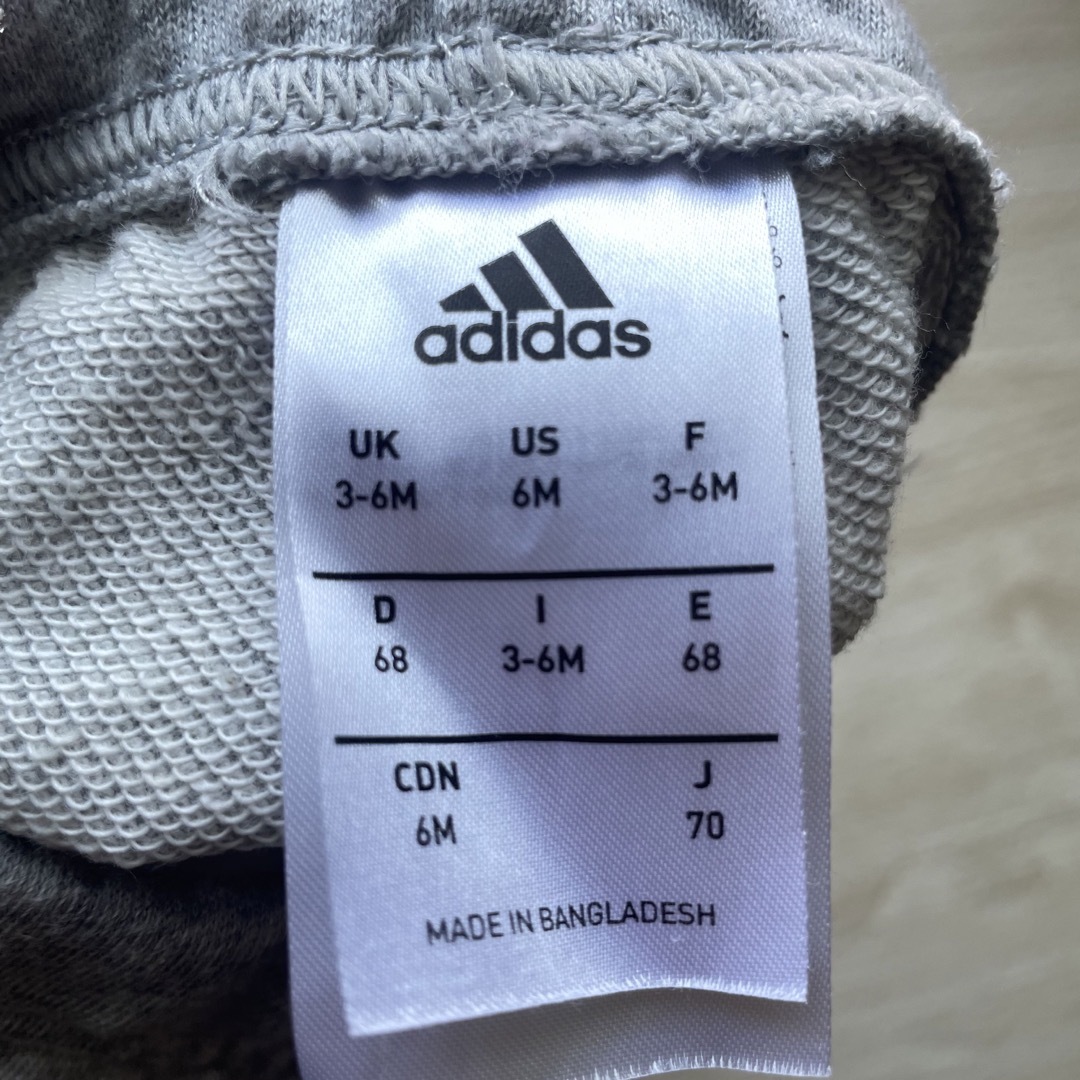 adidas
UK US F
3-6M 6M 3-6M
D I E
68 3-6M 68
CDN J
6M 70
MADE IN BANGLADESH